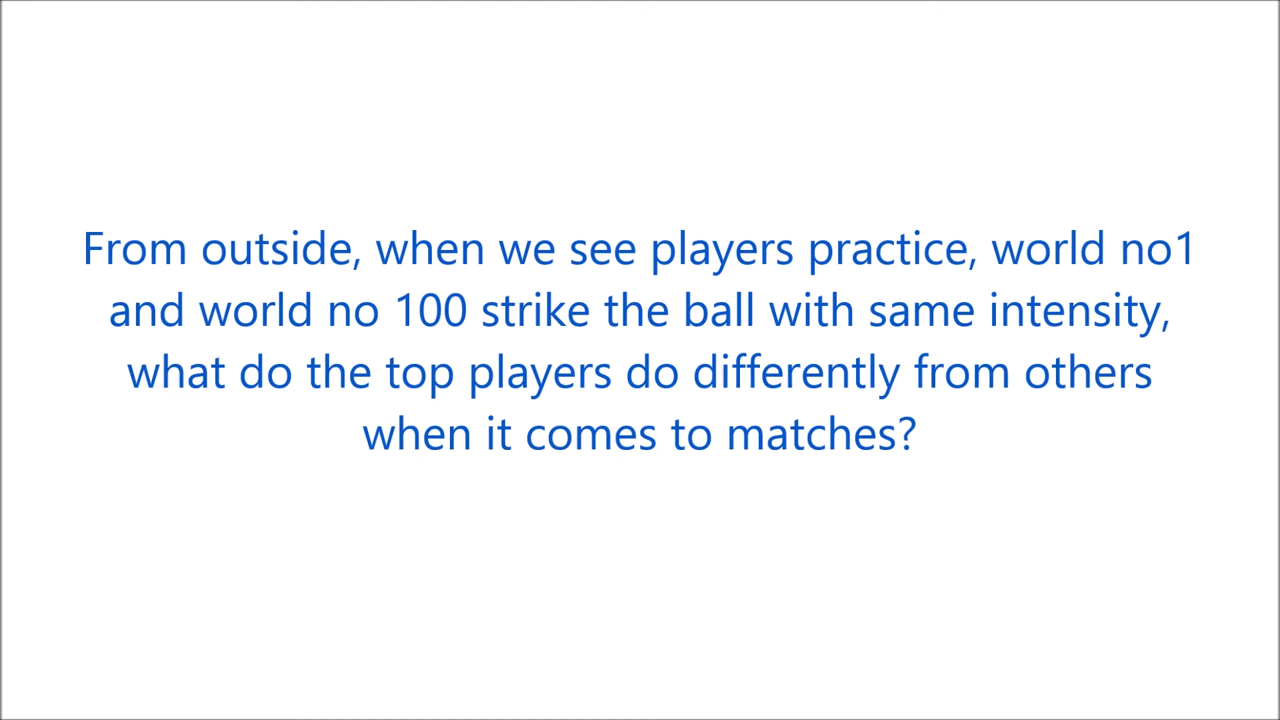 From outside, when we see players practice, world no1
and world no 100 strike the ball with same intensity,
what do the top players do differently from others
when it comes to matches?